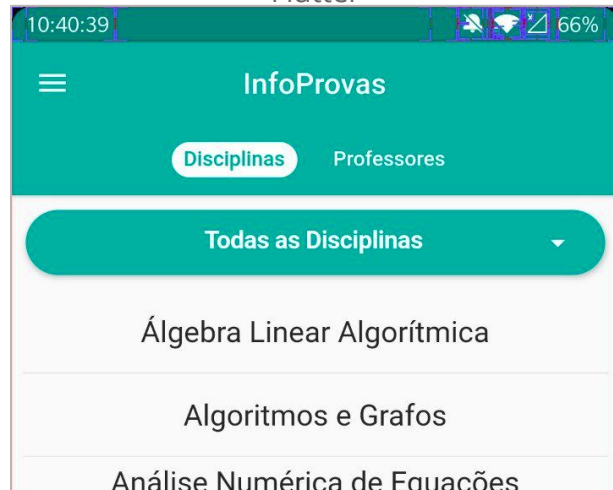 Flutter
10:40:39 66%
InfoProvas
Disciplinas Professores
Todas as Disciplinas
Álgebra Linear Algorítmica
Algoritmos e Grafos
Análise Numérica de Equações